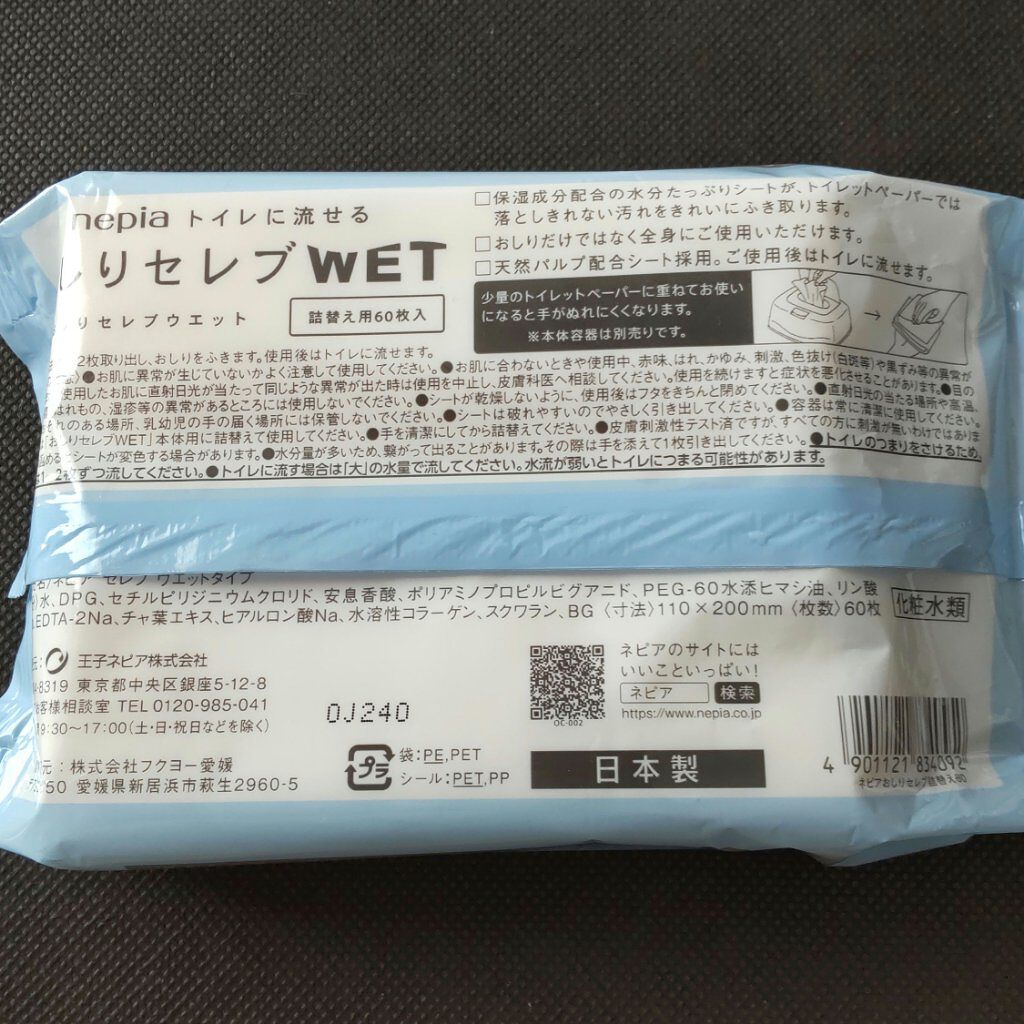 nepia トイレに流せる
しりセレブWET
りセレブウエット
詰替え用60枚入
□保湿成分配合の水分たっぷりシートが、トイレットペーパーでは
落としきれない汚れをきれいにふき取ります。
□おしりだけではなく全身にご使用いただけます。
□天然パルプ配合シート採用。ご使用後はトイレに流せます。
少量のトイレットペーパーに重ねてお使い
になると手がぬれにくくなります。
※本体容器は別売りです。
→
2枚取り出し、おしりをふきます。使用後はトイレに流せます。
●お肌に異常が生じていないかよく注意して使用してください。●お肌に合わないときや使用中、赤味、はれ、かゆみ、刺激、色抜け(白斑等)や黒ずみ等の異常が
使用したお肌に直射日光が当たって同じような異常が出た時は使用を中止し、皮膚科医へ相談してください。使用を続けますと症状を悪化させることがあります。●目の
はれもの、湿疹等の異常があるところには使用しないでください。●シートが乾燥しないように、使用後はフタをきちんと閉めてください。●直射日光の当たる場所や高温、
それのある場所、乳幼児の手の届く場所には保管しないでください。●シートは破れやすいのでやさしく引き出してください。●容器は常に清潔に使用してください。
「おしりセレブWET」本体用に詰替えて使用してください。●手を清潔にしてから詰替えてください。●皮膚刺激性テスト済ですが、すべての方に刺激が無いわけではありま
シートが変色する場合があります。●水分量が多いため、繋がって出ることがあります。その際は手を添えて1枚引き出してください。●トイレのつまりをさけるため、
2枚ずつ流してください。●トイレに流す場合は「大」の水量で流してください。水流が弱いとトイレにつまる可能性があります。
名/ネピア セレブ ウエットタイプ
水、DPG、セチルピリジニウムクロリド、安息香酸、ポリアミノプロピルビグアニド、PEG-60水添ヒマシ油、リン酸
EDTA-2Na、チャ葉エキス、ヒアルロン酸Na、水溶性コラーゲン、スクワラン、BG〈寸法〉110×200mm〈枚数〉60枚
化粧水類
王子ネピア株式会社
-8319 東京都中央区銀座5-12-8
客様相談室 TEL 0120-985-041
9:30〜17:00(土・日・祝日などを除く)
元:株式会社フクヨー愛媛
50 愛媛県新居浜市萩生2960-5
0J240
プラ
袋:PE,PET
シール:PET,PP
OC-002
ネピアのサイトには
いいこといっぱい!
ネピア 検索
https://www.nepia.co.jp
日本製
4 901121 834092
ネピアおしりセレブ詰替え60